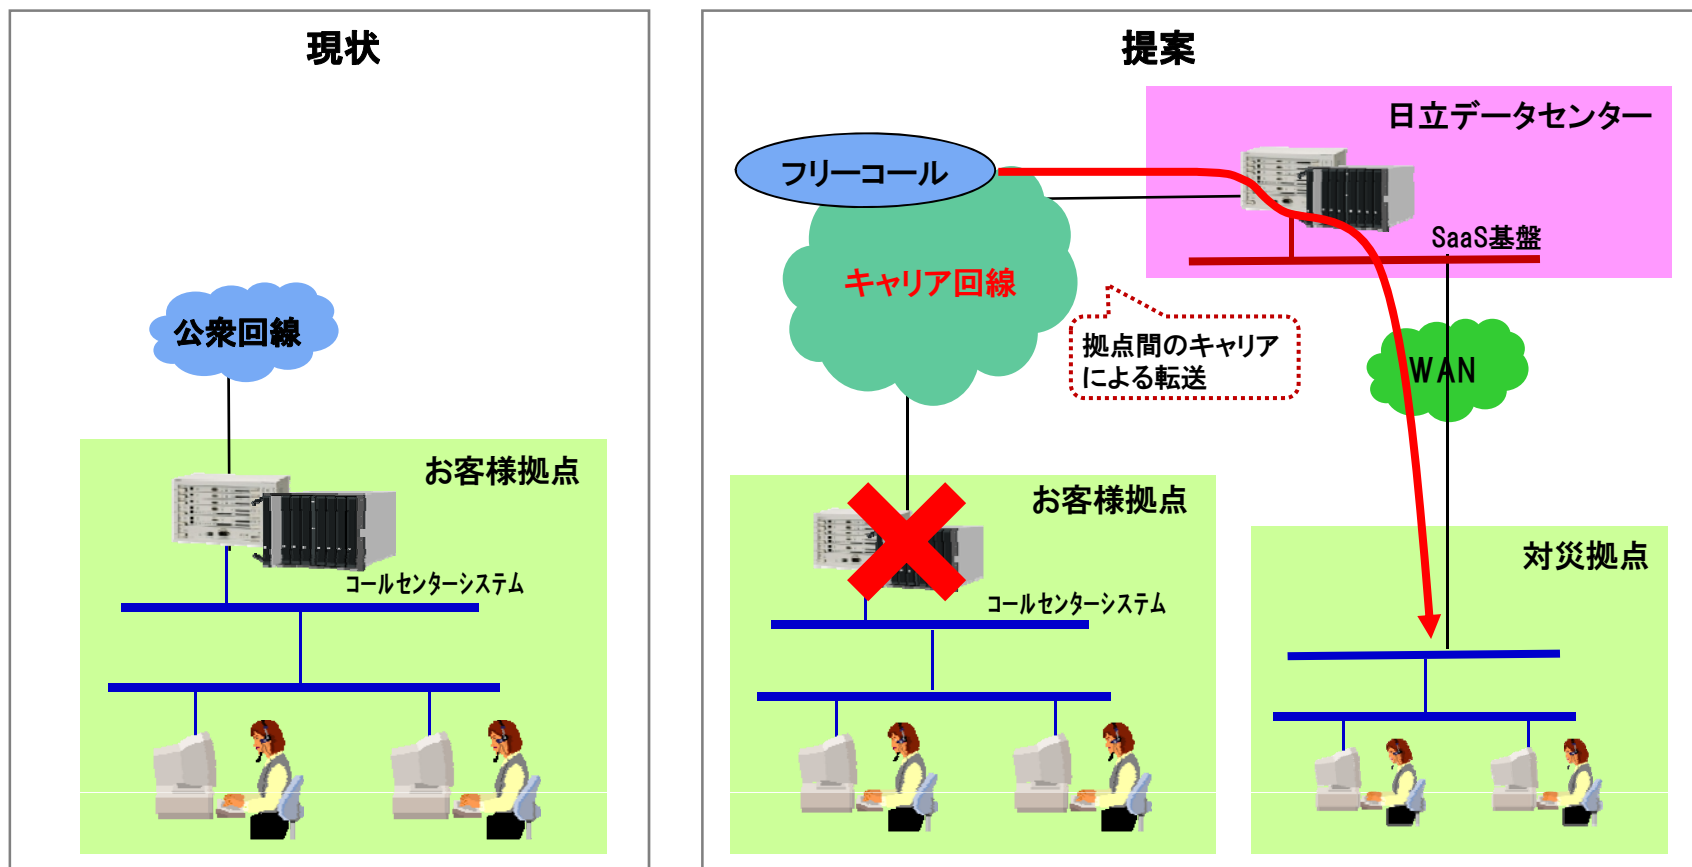 現状
公衆回線
お客様拠点
コールセンターシステム
提案
日立データセンター
フリーコール
SaaS基盤
キャリア回線
拠点間のキャリア
による転送
WAN
お客様拠点
コールセンターシステム
対災拠点